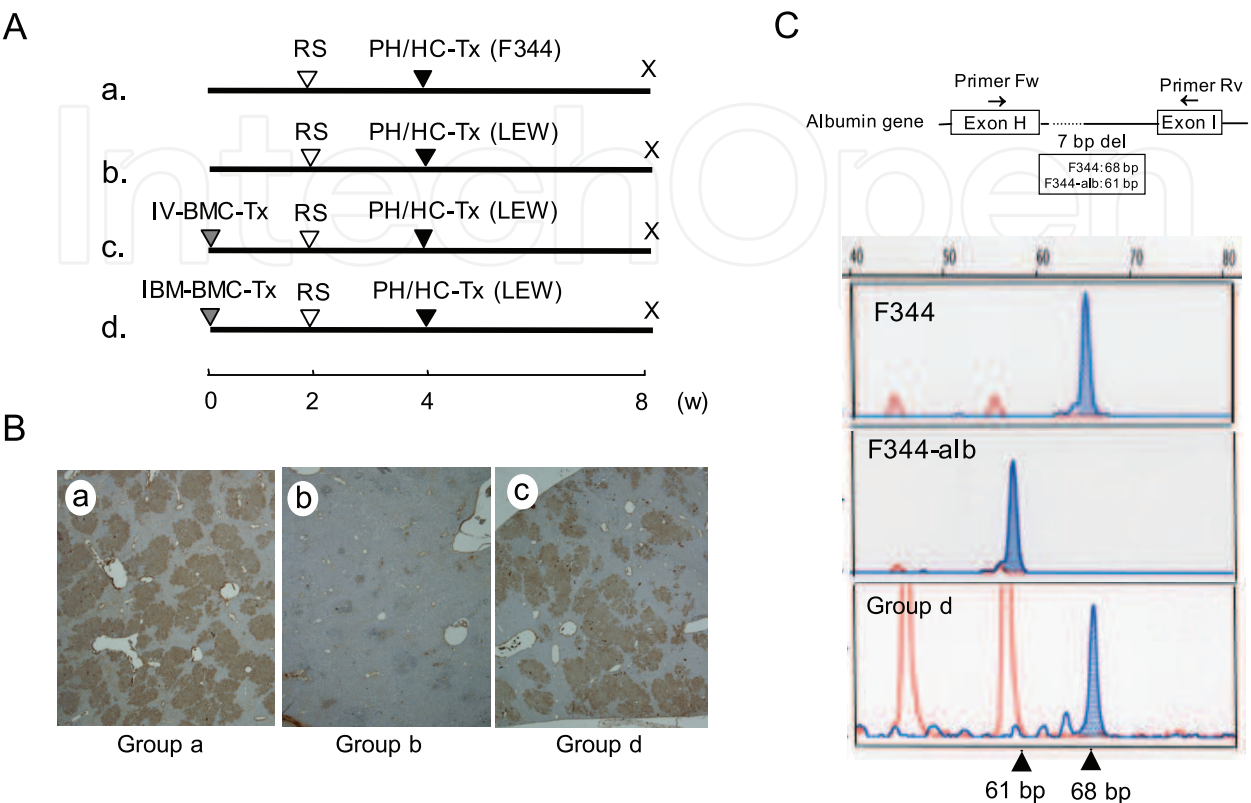 A
RS PH/HC-Tx (F344) X
a.
RS PH/HC-Tx (LEW) X
b.
IV-BMC-Tx RS PH/HC-Tx (LEW) X
c.
IBM-BMC-Tx RS PH/HC-Tx (LEW) X
d.
0 2 4 8 (w)
B
a b c
Group a Group b Group d
C
Primer Fw Primer Rv
Albumin gene Exon H Exon I
7 bp del
F344:68 bp
F344-alb:61 bp
40 50 60 70 80
F344
F344-alb
Group d
61 bp 68 bp
IntechOpen